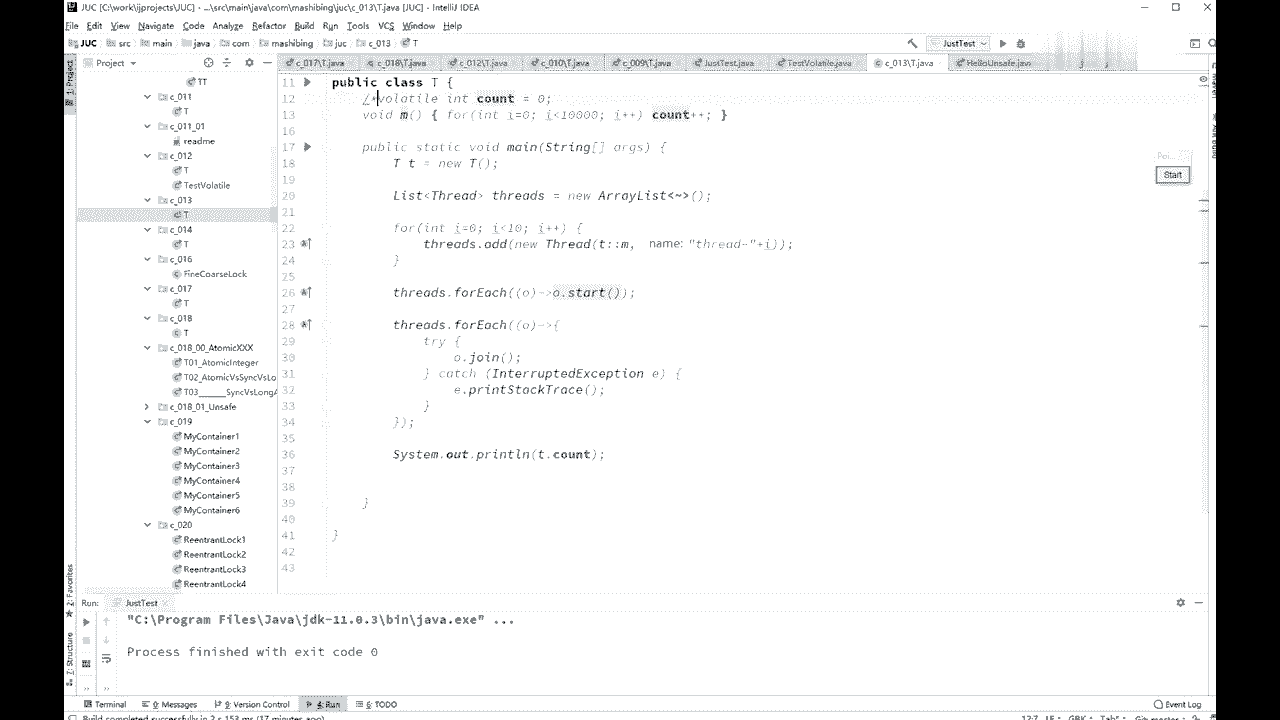 JUC [C:\work\ijprojects\JUC] - ...\src\main\java\com\mashibing\juc\c_013\T.java [JUC] - IntelliJ IDEA
File Edit View Navigate Code Analyze Refactor Build Run Tools VCS Window Help
JUC src main java com mashibing juc c_013 T JustTest
Project
c_017\T.java c_018\T.java c_012\T.java c_010\T.java c_009\T.java JustTest.java TestVolatile.java c_013\T.java HelloUnsafe.java
1: Project
TT
c_011
T
c_011_01
readme
c_012
T
TestVolatile
c_013
T
c_014
T
c_016
FineCoarseLock
c_017
T
c_018
T
c_018_00_AtomicXXX
T01_AtomicInteger
T02_AtomicVsSyncVsLo
T03______SyncVsLongA
c_018_01_Unsafe
c_019
MyContainer1
MyContainer2
MyContainer3
MyContainer4
MyContainer5
MyContainer6
c_020
ReentrantLock1
ReentrantLock2
ReentrantLock3
ReentrantLock4
11 public class T {
12 /*volatile int count = 0;
13 void m() { for(int i=0; i<10000; i++) count++; }
16
17 public static void main(String[] args) {
18 T t = new T();
19
20 List<Thread> threads = new ArrayList<~>();
21
22 for(int i=0; i<10; i++) {
23 threads.add(new Thread(t::m, name: "thread-"+i));
24 }
25
26 threads.forEach((o)->o.start());
27
28 threads.forEach((o)->{
29 try {
30 o.join();
31 } catch (InterruptedException e) {
32 e.printStackTrace();
33 }
34 });
35
36 System.out.println(t.count);
37
38
39 }
40
41 }
42
43
Start
2: Favorites
7: Structure
Run: JustTest
"C:\Program Files\Java\jdk-11.0.3\bin\java.exe" ...
Process finished with exit code 0
Terminal 0: Messages 9: Version Control 4: Run 6: TODO Event Log
Build completed successfully in 2 s 153 ms (17 minutes ago)